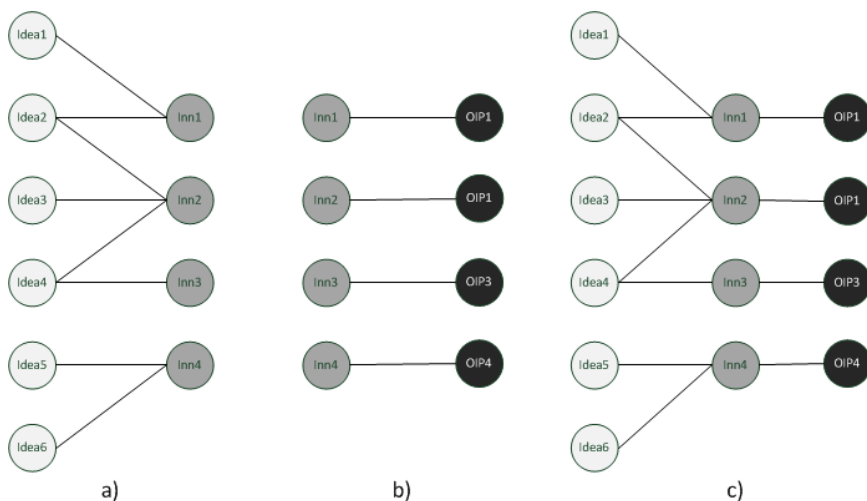 Idea1
Idea2
Idea3
Idea4
Idea5
Idea6
Inn1
Inn2
Inn3
Inn4
a)
Inn1
Inn2
Inn3
Inn4
OIP1
OIP1
OIP3
OIP4
b)
Idea1
Idea2
Idea3
Idea4
Idea5
Idea6
Inn1
Inn2
Inn3
Inn4
OIP1
OIP1
OIP3
OIP4
c)